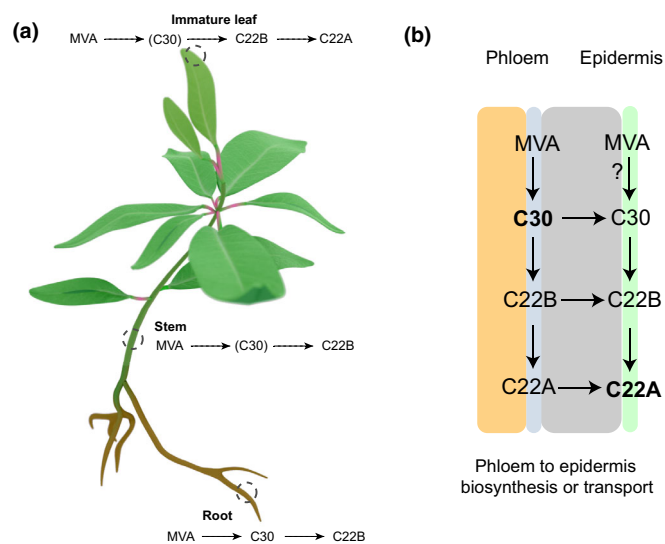 (a)
Immature leaf
MVA (C30) C22B C22A
Stem
MVA (C30) C22B
Root
MVA C30 C22B
(b)
Phloem Epidermis
MVA MVA
?
C30 C30
C22B C22B
C22A C22A
Phloem to epidermis
biosynthesis or transport